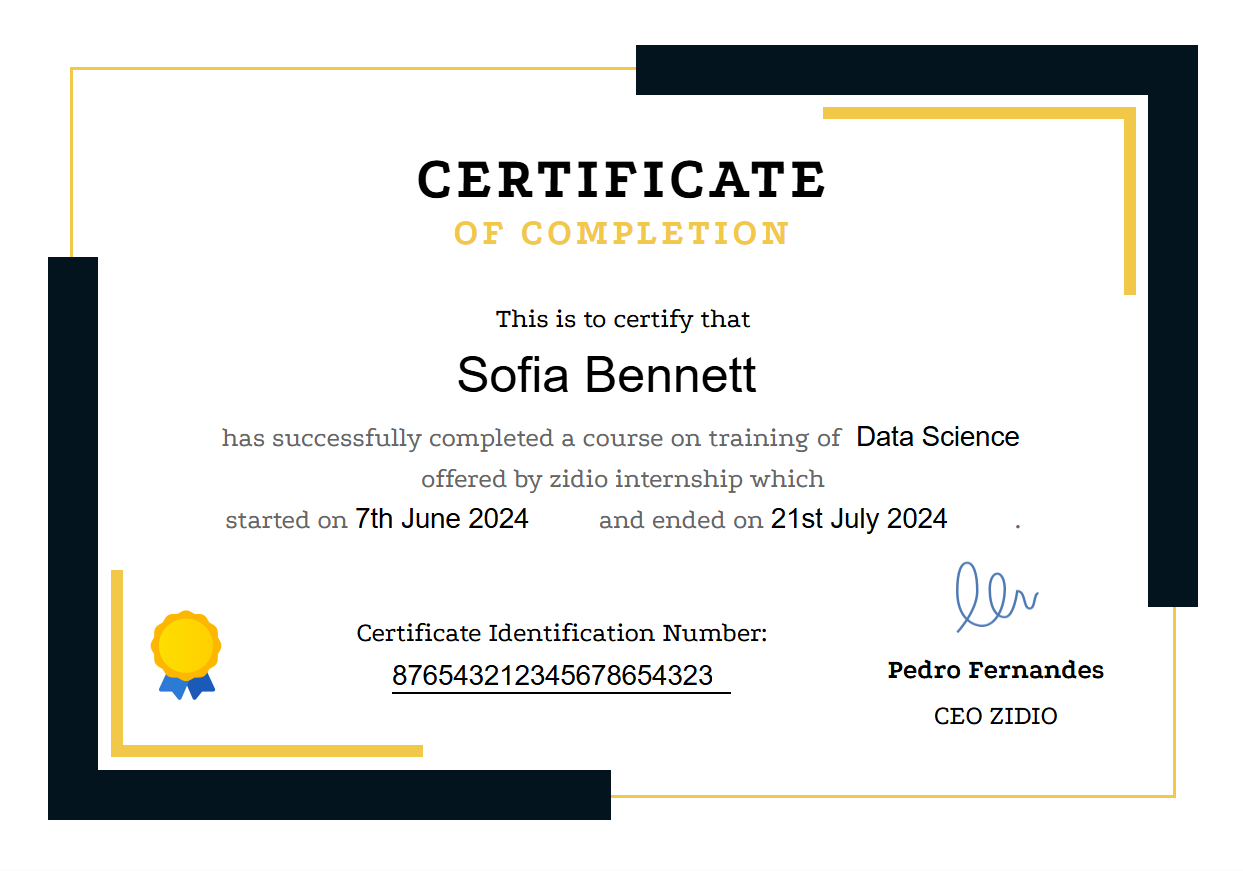 CERTIFICATE
OF COMPLETION
This is to certify that
Sofia Bennett
has successfully completed a course on training of Data Science
offered by zidio internship which
started on 7th June 2024 and ended on 21st July 2024 .
Certificate Identification Number:
876543212345678654323
Pedro Fernandes
CEO ZIDIO